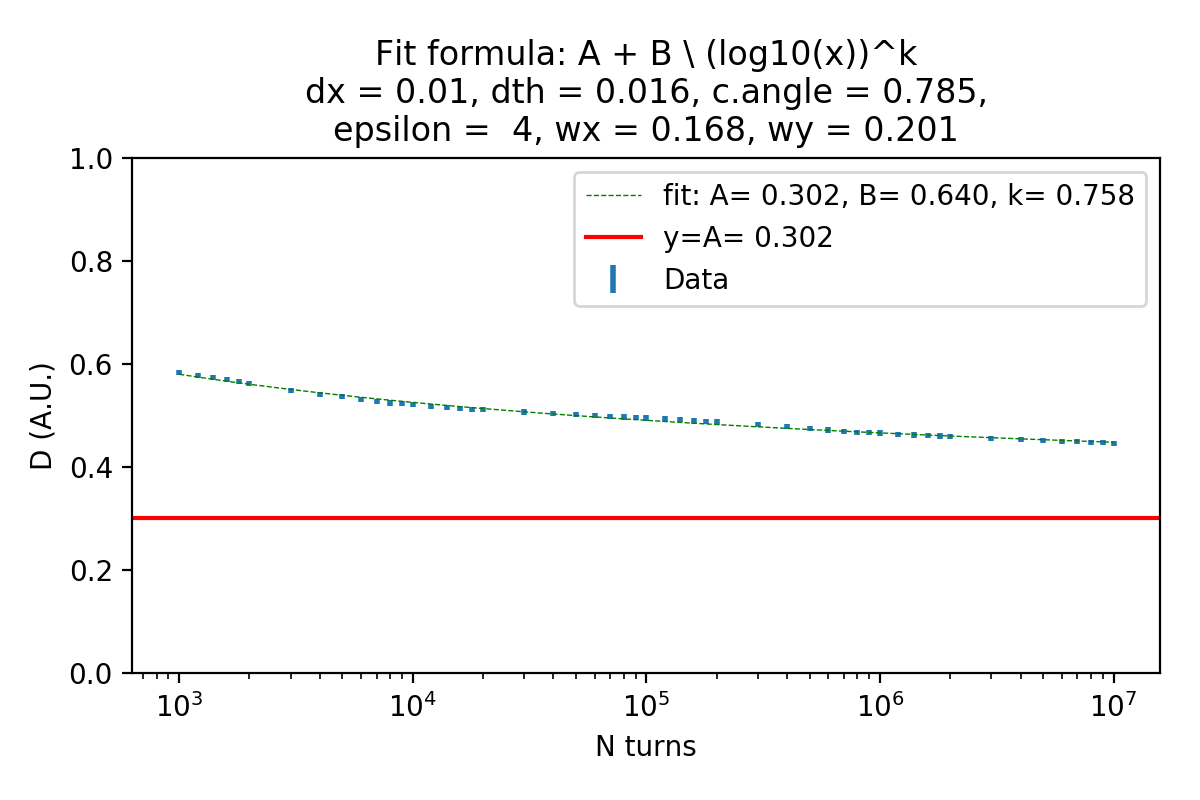 Fit formula: A + B \ (log10(x))^k
dx = 0.01, dth = 0.016, c.angle = 0.785,
epsilon =  4, wx = 0.168, wy = 0.201
fit: A= 0.302, B= 0.640, k= 0.758
y=A= 0.302
Data
D (A.U.)
1.0
0.8
0.6
0.4
0.2
0.0
10³ 10⁴ 10⁵ 10⁶ 10⁷
N turns